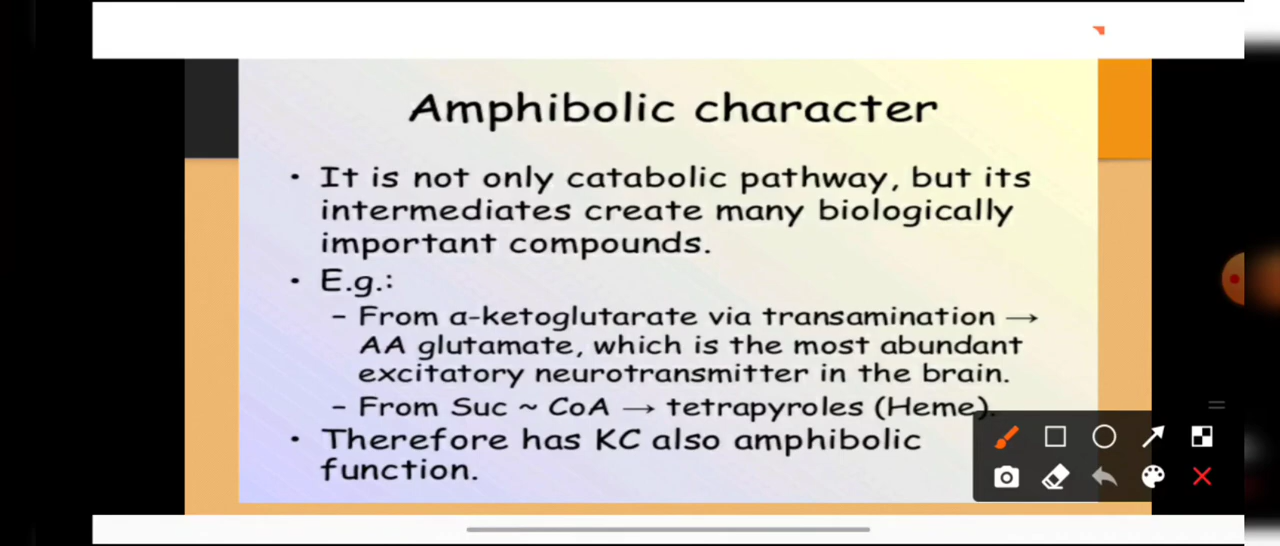 Amphibolic character
• It is not only catabolic pathway, but its
intermediates create many biologically
important compounds.
• E.g.:
– From α-ketoglutarate via transamination →
AA glutamate, which is the most abundant
excitatory neurotransmitter in the brain.
– From Suc ~ CoA → tetrapyroles (Heme).
• Therefore has KC also amphibolic
function.